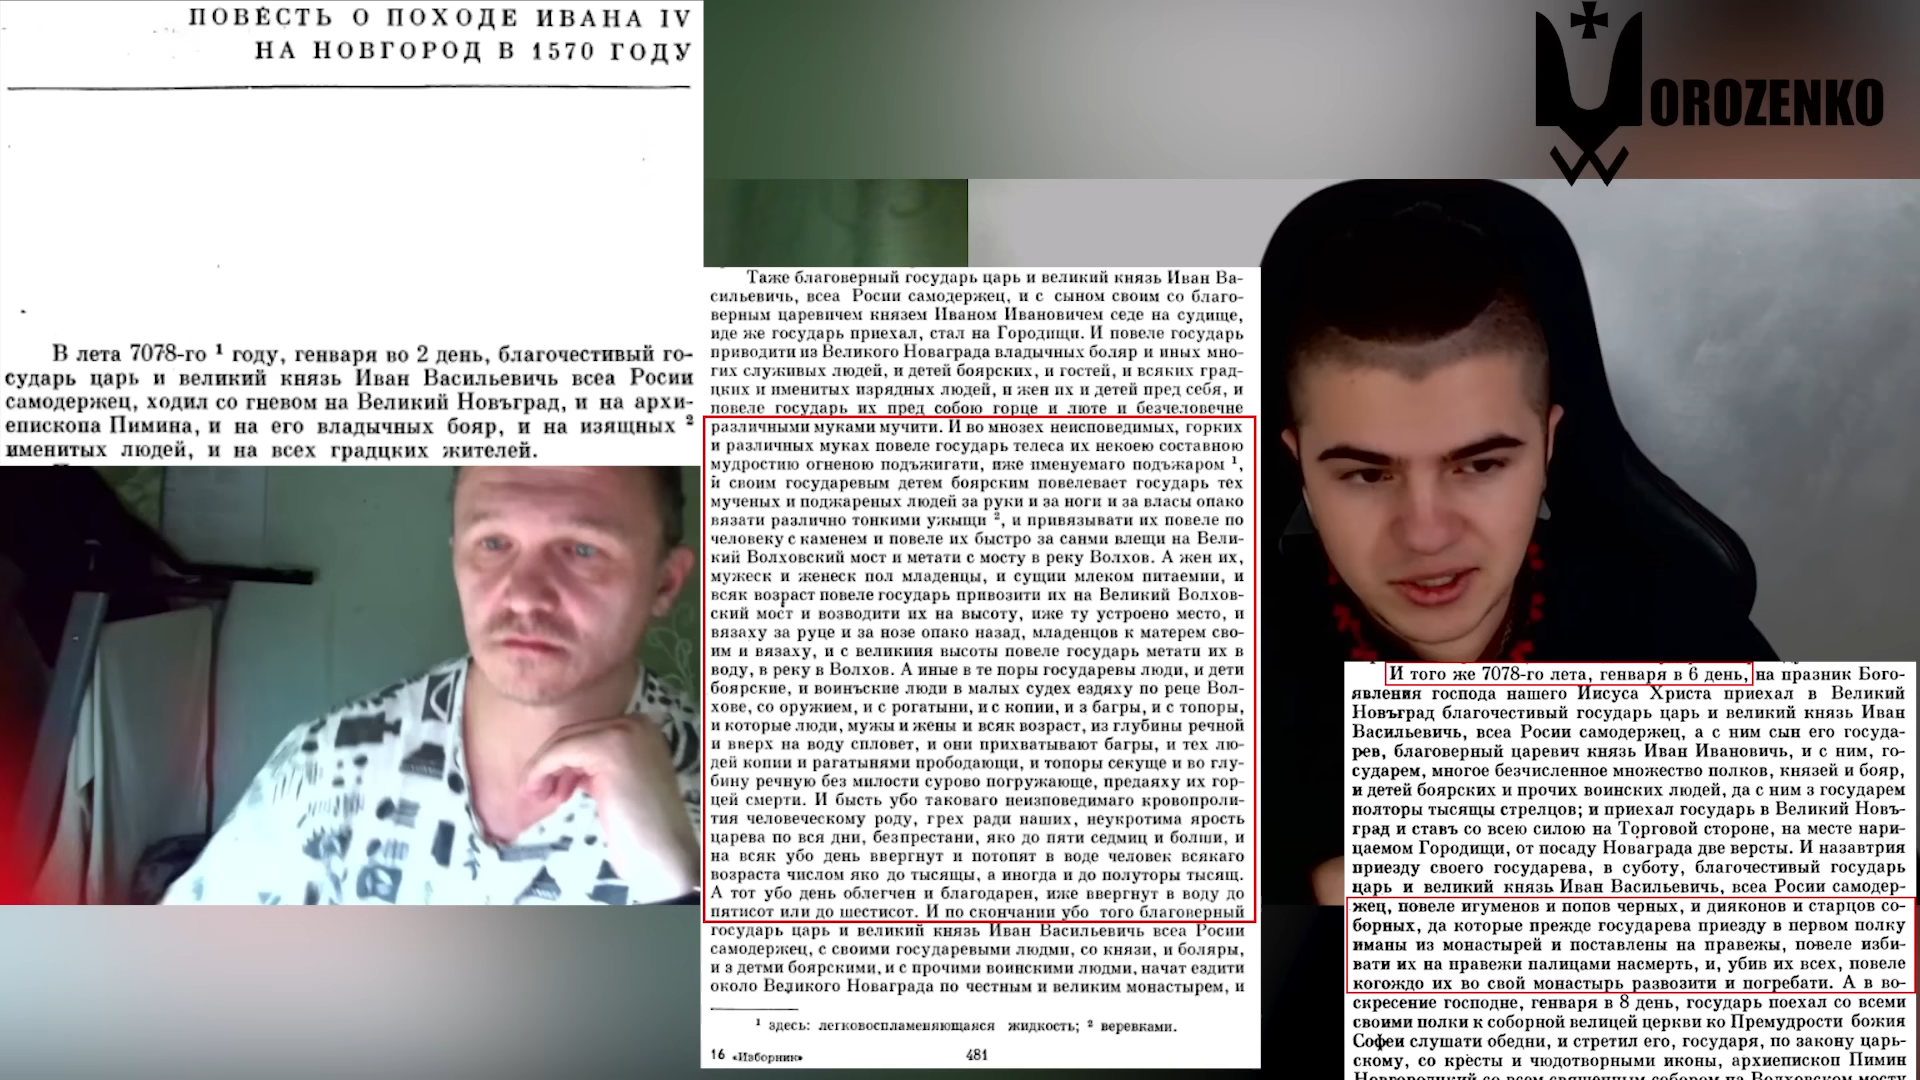 ПОВЕСТЬ О ПОХОДЕ ИВАНА IV
НА НОВГОРОД В 1570 ГОДУ
В лета 7078-го ¹ году, генваря во 2 день, благочестивый го-
сударь царь и великий князь Иван Васильевичь всеа Росии
самодержец, ходил со гневом на Великий Новъград, и на архи-
епископа Пимина, и на его владычных бояр, и на изящных ²
именитых людей, и на всех градцких жителей.
OROZENKO
Таже благоверный государь царь и великий князь Иван Ва-
сильевичь, всеа Росии самодержец, и с сыном своим со благо-
верным царевичем князем Иваном Ивановичем седе на судище,
иде же государь приехал, стал на Городищи. И повеле государь
приводити из Великого Новаграда владычных боляр и иных мно-
гих служивых людей, и детей боярских, и гостей, и всяких град-
цких и именитых изрядных людей, и жен их и детей пред себя, и
повеле государь их пред собою горце и люте и безчеловечне
различными муками мучити. И во мнозех неисповедимых, горких
и различных муках повеле государь телеса их некоею составною
мудростию огненою подъжигати, иже именуемаго подъжаром ¹,
и своим государевым детем боярским повелевает государь тех
мученых и поджареных людей за руки и за ноги и за власы опако
вязати различно тонкими ужыщи ², и привязывати их повеле по
человеку с каменем и повеле их быстро за санми влещи на Вели-
кий Волховский мост и метати с мосту в реку Волхов. А жен их,
мужеск и женеск пол младенцы, и сущии млеком питаемии, и
всяк возраст повеле государь привозити их на Великий Волхов-
ский мост и возводити их на высоту, иже ту устроено место, и
вязаху за руце и за нозе опако назад, младенцов к матерем сво-
им и вязаху, и с великия высоты повеле государь метати их в
воду, в реку в Волхов. А иные в те поры государевы люди, и дети
боярские, и воинъские люди в малых судех ездяху по реце Вол-
хове, со оружием, и с рогатыни, и с копии, и з багры, и с топоры,
и которые люди, мужы и жены и всяк возраст, из глубины речной
и вверх на воду спловет, и они прихватывают багры, и тех лю-
дей копии и рагатынями прободающи, и топоры секуще и во глу-
бину речную без милости сурово погружающе, предаяху их гор-
цей смерти. И бысть убо таковаго неизповедимаго кровопроли-
тия человеческому роду, грех ради наших, неукротима ярость
царева по вся дни, безпрестани, яко до пяти седмиц и болши, и
на всяк убо день ввергнут и потопят в воде человек всякаго
возраста числом яко до тысящы, а иногда и до полуторы тысящ.
А тот убо день облегчен и благодарен, иже ввергнут в воду до
пятисот или до шестисот. И по скончании убо того благоверный
государь царь и великий князь Иван Васильевичь всеа Росии
самодержец, с своими государевыми людми, со князи, и боляры,
и з детми боярскими, и с прочими воинскими людми, начат ездити
около Великого Новаграда по честным и великим монастырем, и
¹ здесь: легковоспламеняющаяся жидкость; ² веревками.
16 «Изборник» 481
И того же 7078-го лета, генваря в 6 день, на празник Бого-
явления господа нашего Иисуса Христа приехал в Великий
Новъград благочестивый государь царь и великий князь Иван
Васильевичь, всеа Росии самодержец, а с ним сын его госуда-
рев, благоверный царевич князь Иван Ивановичь, и с ним, го-
сударем, многое безчисленное множество полков, князей и бояр,
и детей боярских и прочих воинских людей, да с ним з государем
полторы тысящы стрелцов; и приехал государь в Великий Новъ-
град и ставъ со всею силою на Торговой стороне, на месте нари-
цаемом Городищи, от посаду Новаграда две версты. И назавтрия
приезду своего государева, в суботу, благочестивый государь
царь и великий князь Иван Васильевичь, всеа Росии самодер-
жец, повеле игуменов и попов черных, и дияконов и старцов со-
борных, да которые прежде государева приезду в первом полку
иманы из монастырей и поставлены на правежы, повеле изби-
вати их на правежи палицами насмерть, и, убив их всех, повеле
когождо их во свой монастырь развозити и погребати. А в во-
скресение господне, генваря в 8 день, государь поехал со всеми
своими полки к соборной велицей церкви ко Премудрости божия
Софеи слушати обедни, и стретил его, государя, по закону царь-
скому, со кресты и чюдотворными иконы, архиепископ Пимин